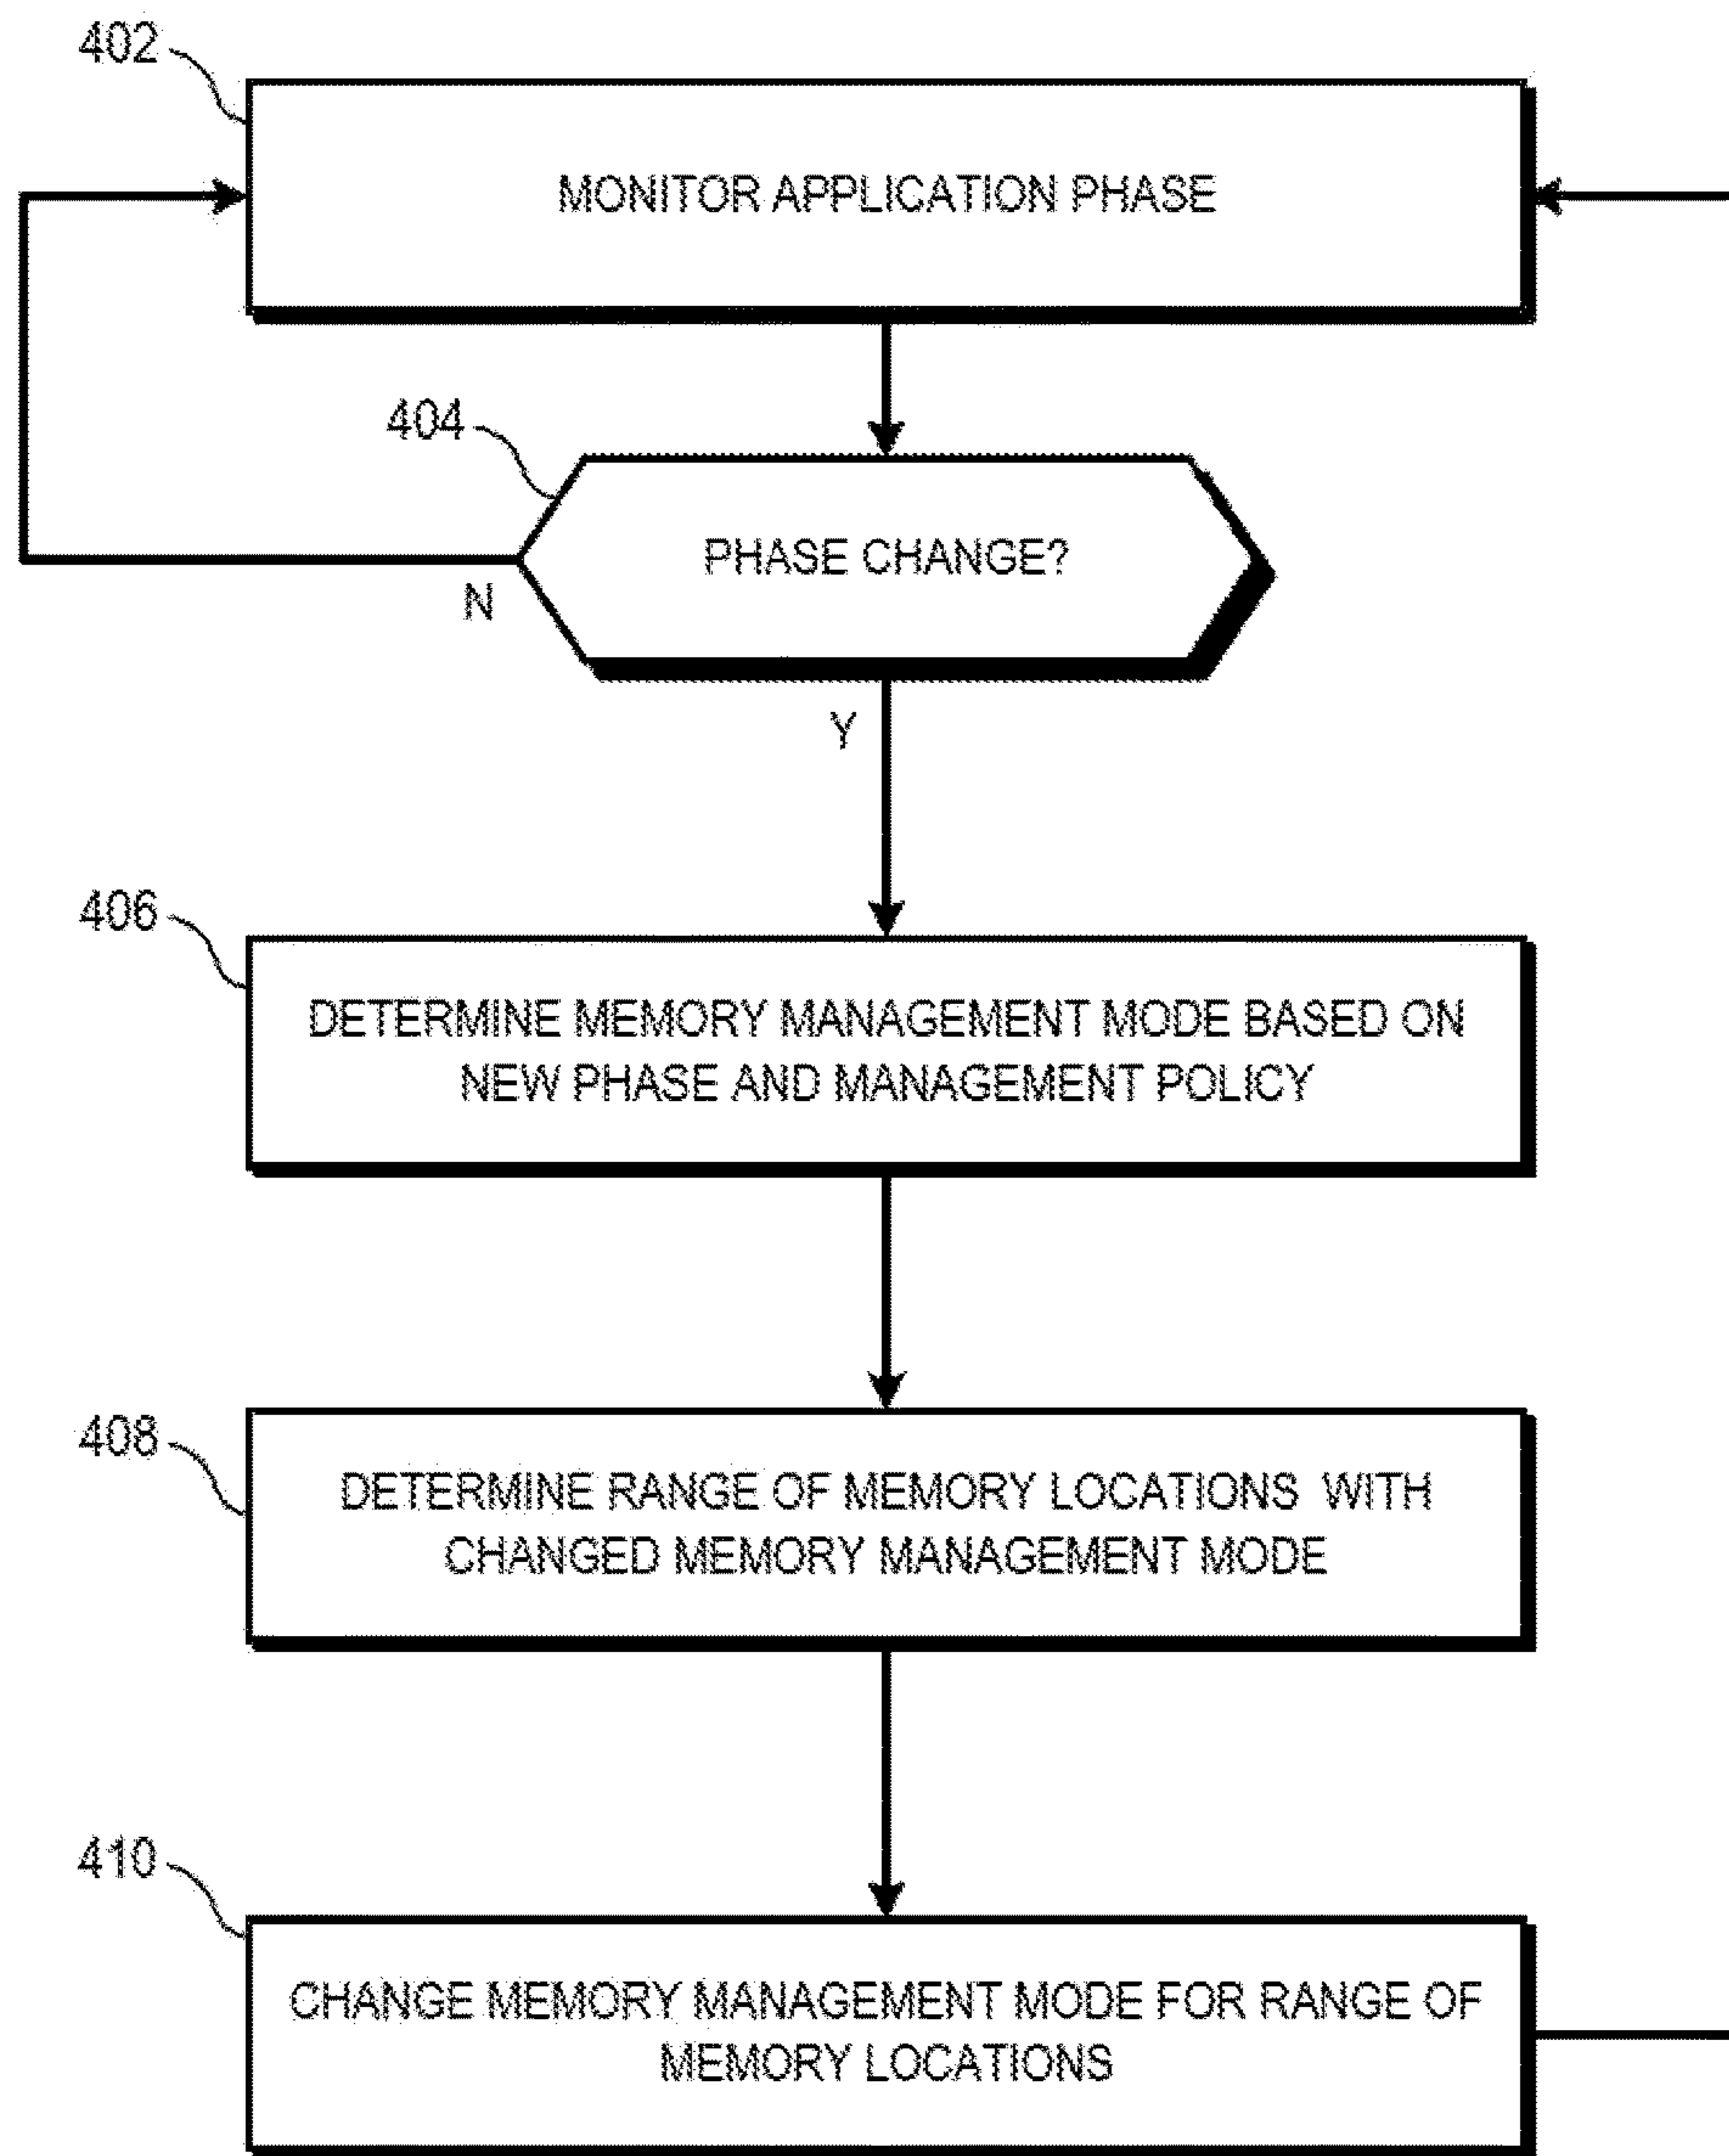 402
MONITOR APPLICATION PHASE
404
PHASE CHANGE?
N
Y
406
DETERMINE MEMORY MANAGEMENT MODE BASED ON
NEW PHASE AND MANAGEMENT POLICY
408
DETERMINE RANGE OF MEMORY LOCATIONS WITH
CHANGED MEMORY MANAGEMENT MODE
410
CHANGE MEMORY MANAGEMENT MODE FOR RANGE OF
MEMORY LOCATIONS